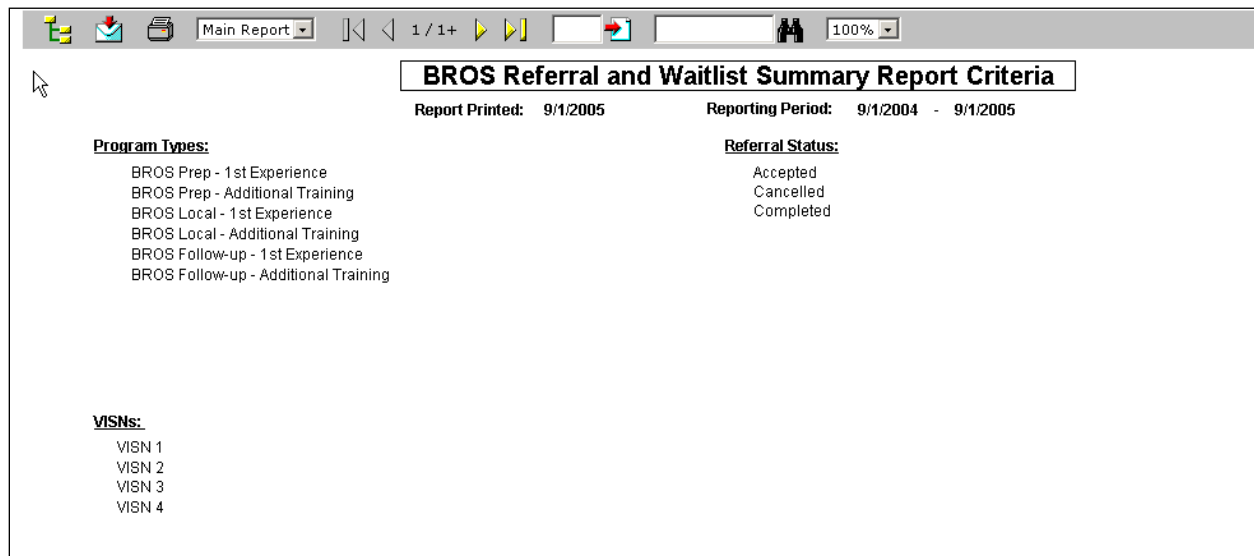 Main Report 1 / 1+ 100%
BROS Referral and Waitlist Summary Report Criteria
Report Printed: 9/1/2005 Reporting Period: 9/1/2004 - 9/1/2005
Program Types: Referral Status:
BROS Prep - 1st Experience Accepted
BROS Prep - Additional Training Cancelled
BROS Local - 1st Experience Completed
BROS Local - Additional Training
BROS Follow-up - 1st Experience
BROS Follow-up - Additional Training
VISNs:
VISN 1
VISN 2
VISN 3
VISN 4